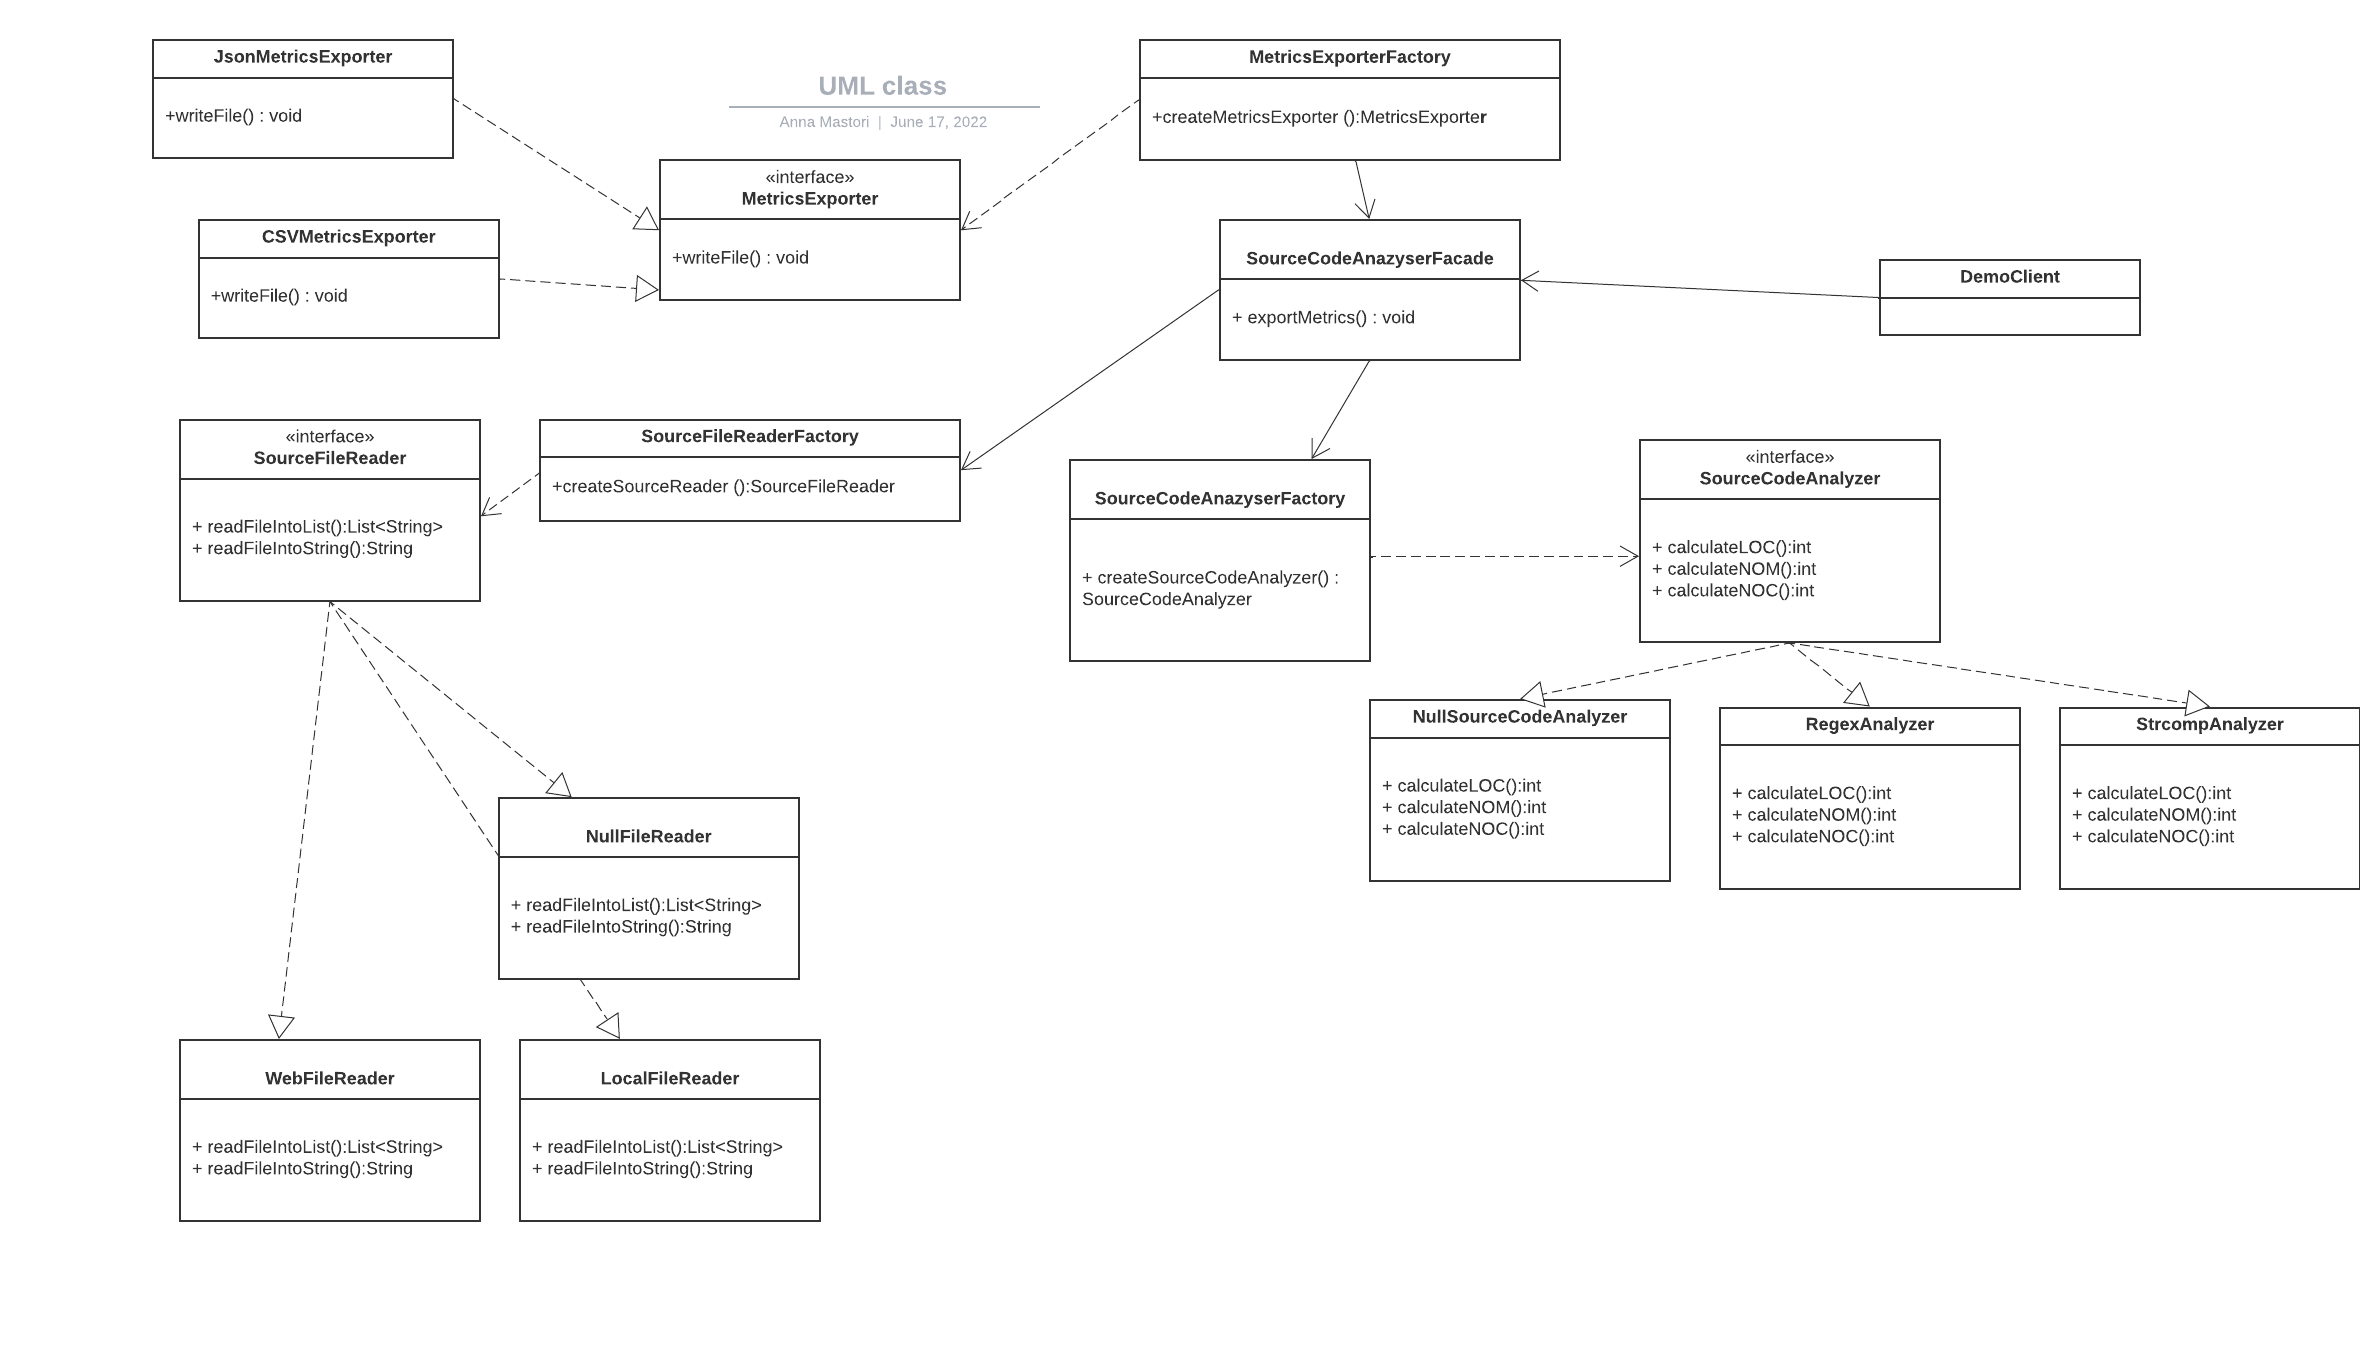 JsonMetricsExporter
+writeFile() : void
UML class
Anna Mastori | June 17, 2022
MetricsExporterFactory
+createMetricsExporter ():MetricsExporter
«interface»
MetricsExporter
+writeFile() : void
CSVMetricsExporter
+writeFile() : void
SourceCodeAnazyserFacade
+ exportMetrics() : void
DemoClient
«interface»
SourceFileReader
+ readFileIntoList():List<String>
+ readFileIntoString():String
SourceFileReaderFactory
+createSourceReader ():SourceFileReader
SourceCodeAnazyserFactory
+ createSourceCodeAnalyzer() :
SourceCodeAnalyzer
«interface»
SourceCodeAnalyzer
+ calculateLOC():int
+ calculateNOM():int
+ calculateNOC():int
NullSourceCodeAnalyzer
+ calculateLOC():int
+ calculateNOM():int
+ calculateNOC():int
RegexAnalyzer
+ calculateLOC():int
+ calculateNOM():int
+ calculateNOC():int
StrcompAnalyzer
+ calculateLOC():int
+ calculateNOM():int
+ calculateNOC():int
NullFileReader
+ readFileIntoList():List<String>
+ readFileIntoString():String
WebFileReader
+ readFileIntoList():List<String>
+ readFileIntoString():String
LocalFileReader
+ readFileIntoList():List<String>
+ readFileIntoString():String